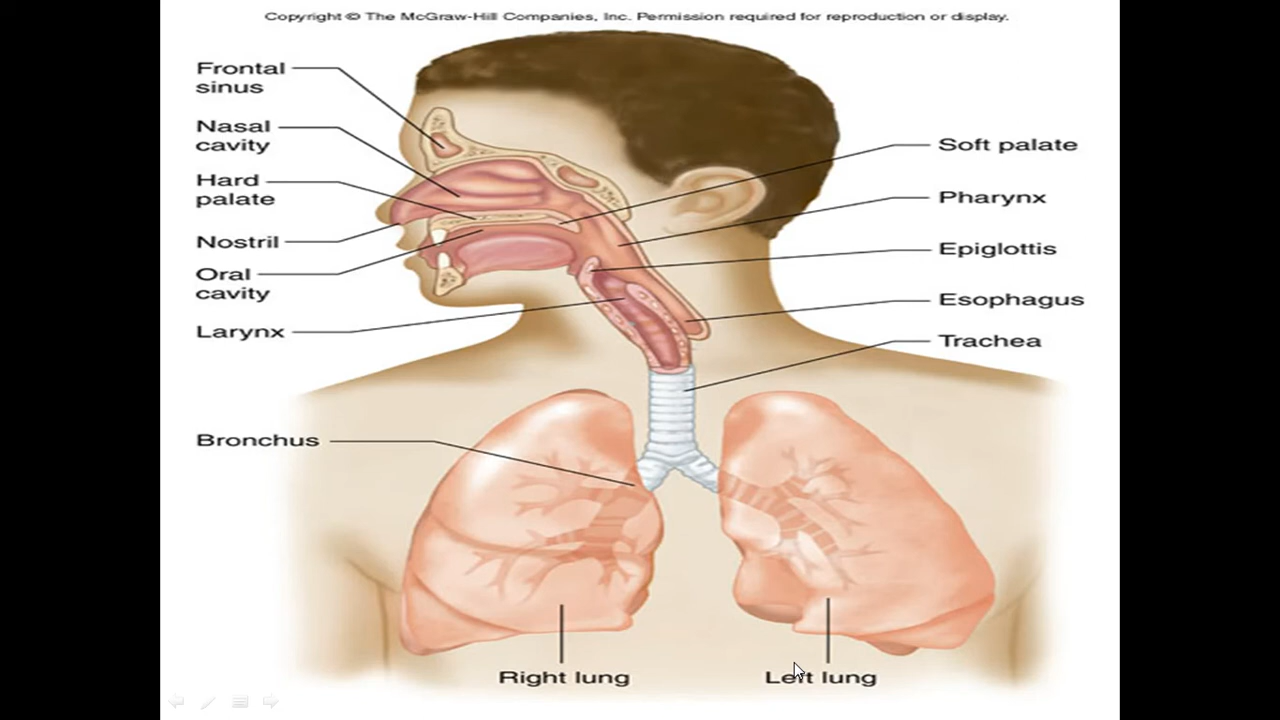 Copyright © The McGraw-Hill Companies, Inc. Permission required for reproduction or display.
Frontal
sinus
Nasal
cavity
Hard
palate
Nostril
Oral
cavity
Larynx
Bronchus
Soft palate
Pharynx
Epiglottis
Esophagus
Trachea
Right lung
Left lung